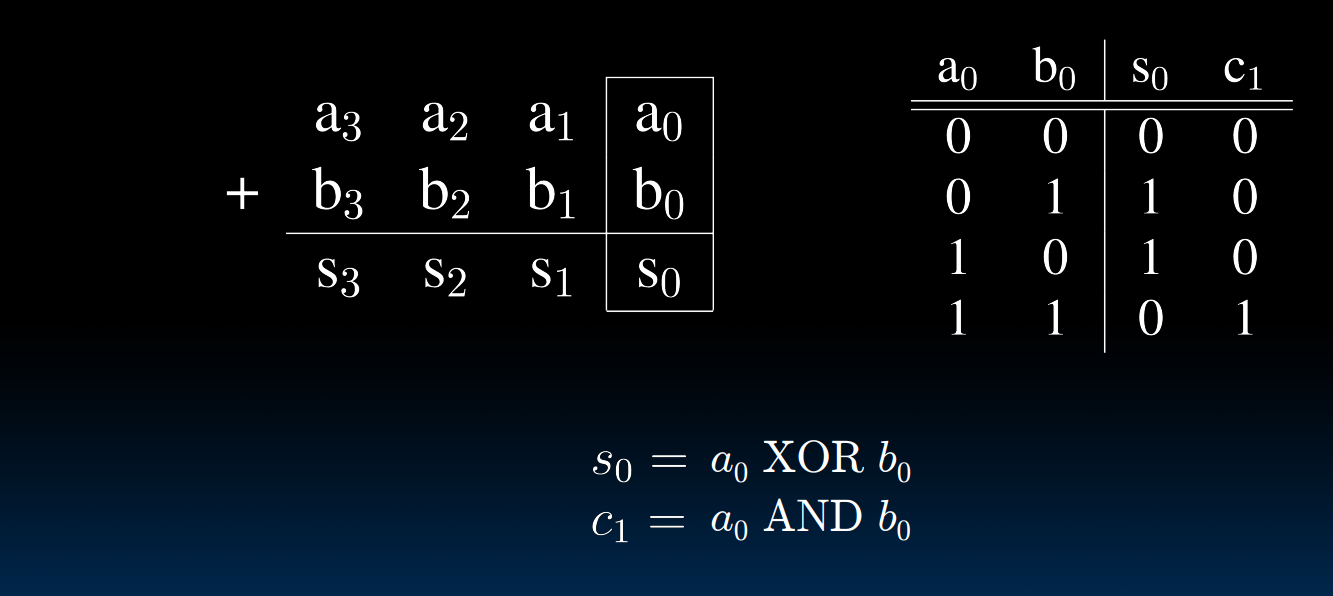 a₃ a₂ a₁ a₀
+ b₃ b₂ b₁ b₀
s₃ s₂ s₁ s₀
a₀ b₀ s₀ c₁
0 0 0 0
0 1 1 0
1 0 1 0
1 1 0 1
s₀ = a₀ XOR b₀
c₁ = a₀ AND b₀